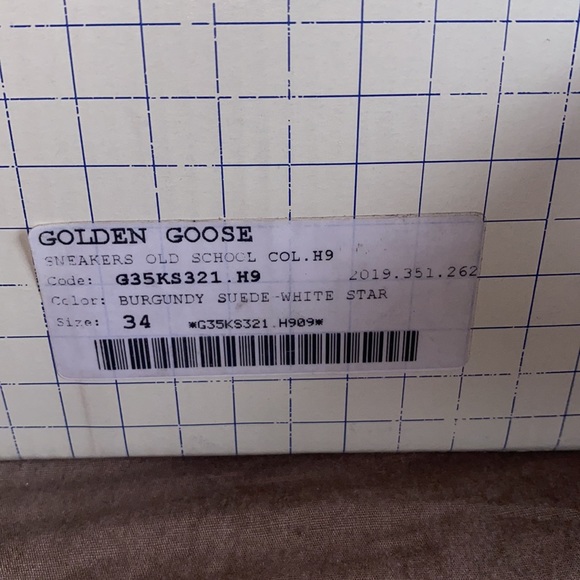 GOLDEN GOOSE
SNEAKERS OLD SCHOOL COL.H9
Code: G35KS321.H9 2019.351.262
Color: BURGUNDY SUEDE-WHITE STAR
Size: 34 *G35KS321.H909*